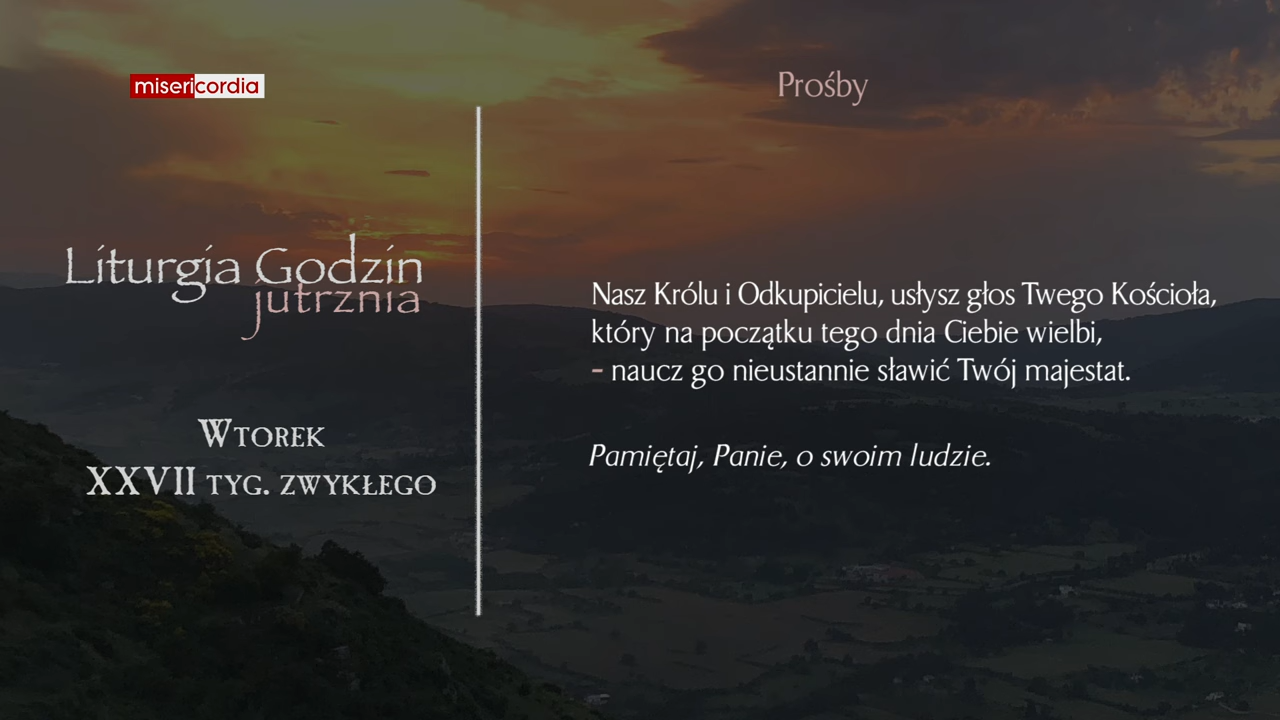 misericordia
Prośby
Liturgia Godzin
jutrznia
Wtorek
XXVII tyg. zwykłego
Nasz Królu i Odkupicielu, usłysz głos Twego Kościoła,
który na początku tego dnia Ciebie wielbi,
- naucz go nieustannie sławić Twój majestat.
Pamiętaj, Panie, o swoim ludzie.